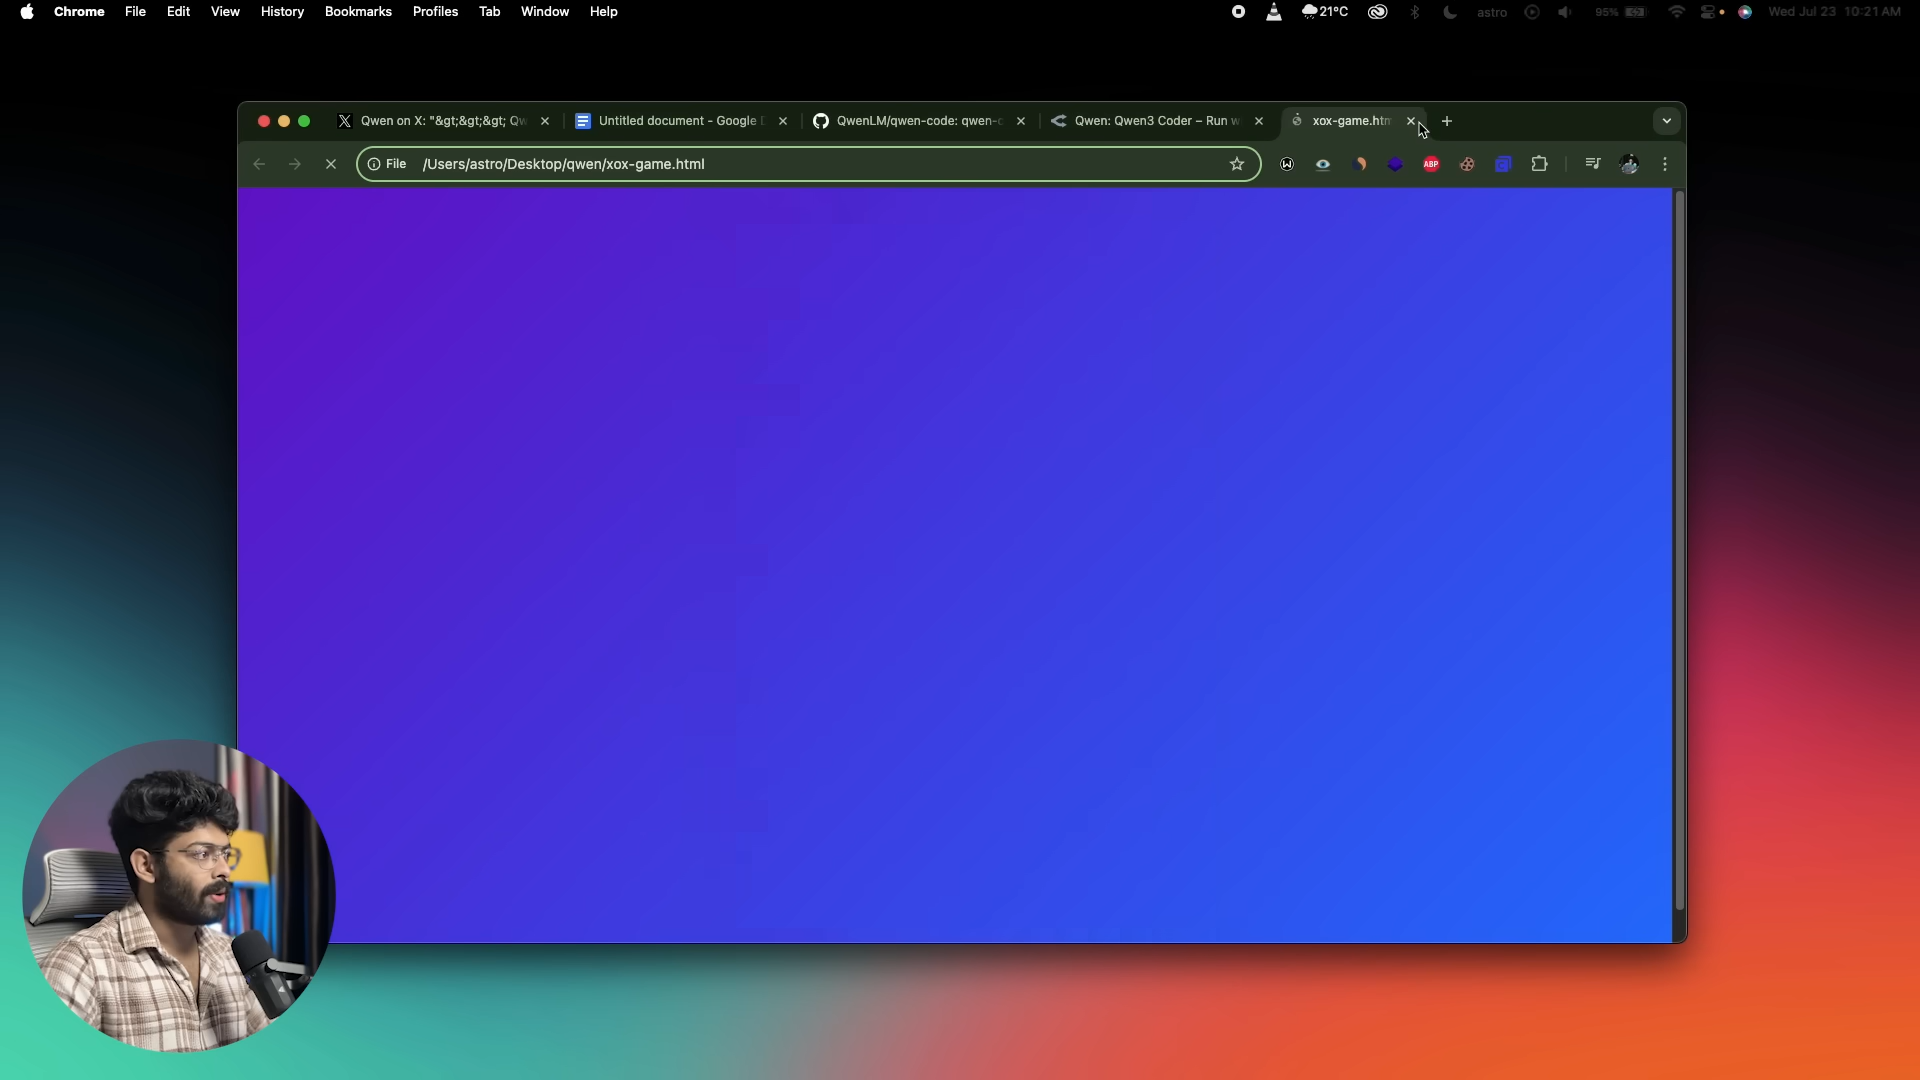 Chrome File Edit View History Bookmarks Profiles Tab Window Help 21°C astro 95% Wed Jul 23 10:21 AM
Qwen on X: "&gt;&gt;&gt; Qw Untitled document - Google QwenLM/qwen-code: qwen-c Qwen: Qwen3 Coder – Run w xox-game.htm
File /Users/astro/Desktop/qwen/xox-game.html ABP